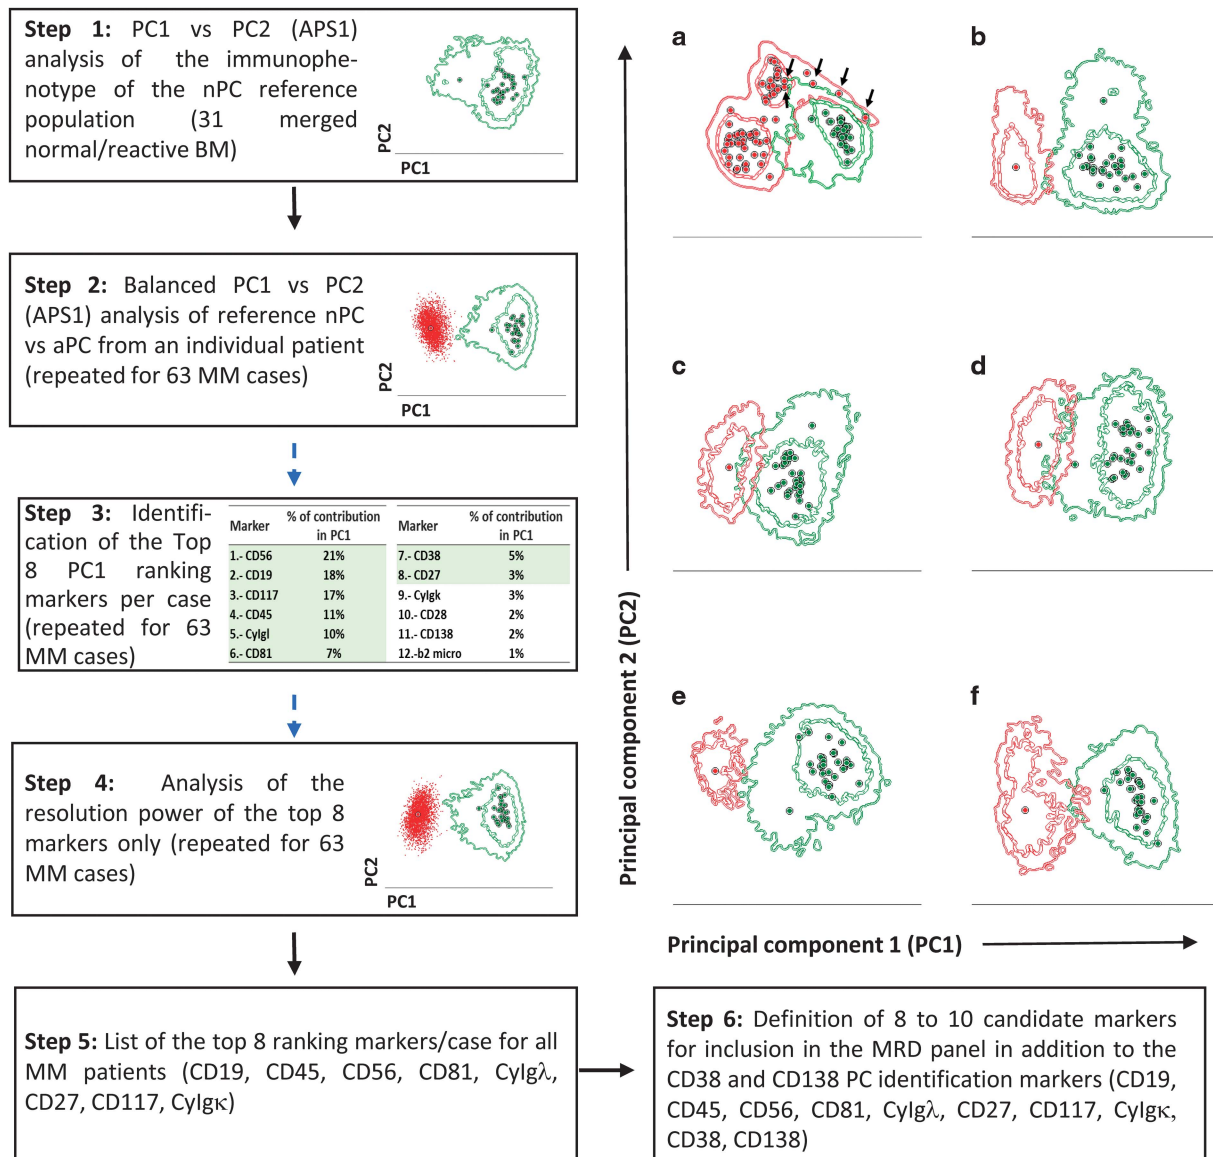 Step 1: PC1 vs PC2 (APS1)
analysis of the immunophe-
notype of the nPC reference
population (31 merged
normal/reactive BM)
PC2
PC1
Step 2: Balanced PC1 vs PC2
(APS1) analysis of reference nPC
vs aPC from an individual patient
(repeated for 63 MM cases)
PC2
PC1
Step 3: Identifi-
cation of the Top
8 PC1 ranking
markers per case
(repeated for 63
MM cases)
Marker % of contribution in PC1 Marker % of contribution in PC1
1.- CD56 21% 7.- CD38 5%
2.- CD19 18% 8.- CD27 3%
3.- CD117 17% 9.- CyIgk 3%
4.- CD45 11% 10.- CD28 2%
5.- CyIgl 10% 11.- CD138 2%
6.- CD81 7% 12.-b2 micro 1%
Step 4: Analysis of the
resolution power of the top 8
markers only (repeated for 63
MM cases)
PC2
PC1
Step 5: List of the top 8 ranking markers/case for all
MM patients (CD19, CD45, CD56, CD81, CyIgλ,
CD27, CD117, CyIgκ)
a
b
c
d
e
f
Principal component 2 (PC2)
Principal component 1 (PC1)
Step 6: Definition of 8 to 10 candidate markers
for inclusion in the MRD panel in addition to the
CD38 and CD138 PC identification markers (CD19,
CD45, CD56, CD81, CyIgλ, CD27, CD117, CyIgκ,
CD38, CD138)